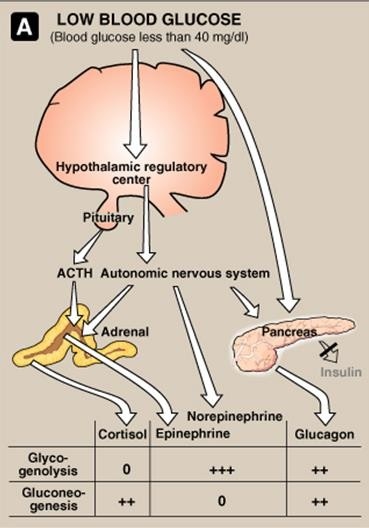 A
LOW BLOOD GLUCOSE
(Blood glucose less than 40 mg/dl)
Hypothalamic regulatory
center
Pituitary
ACTH Autonomic nervous system
Adrenal
Pancreas
Insulin
Norepinephrine
Cortisol Epinephrine Glucagon
Glyco-
genolysis 0 +++ ++
Gluconeo-
genesis ++ 0 ++